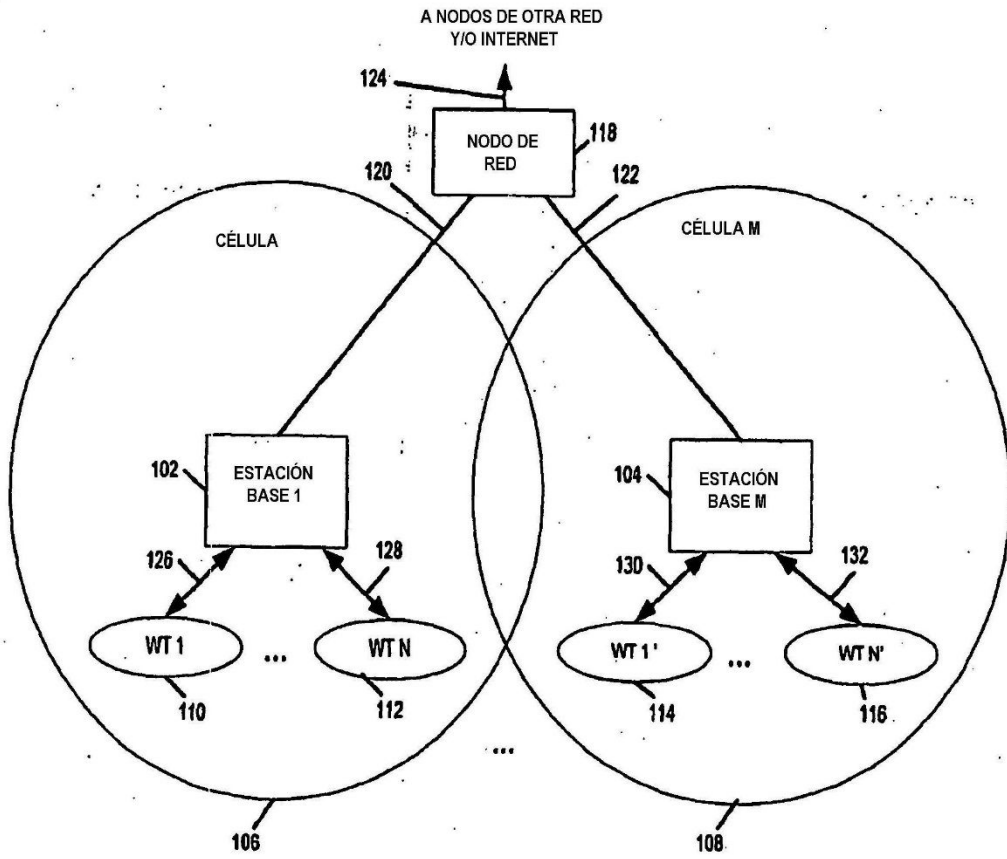 A NODOS DE OTRA RED
Y/O INTERNET
124
NODO DE
RED
118
120
122
CÉLULA
CÉLULA M
102
ESTACIÓN
BASE 1
104
ESTACIÓN
BASE M
126
128
130
132
WT 1
...
WT N
WT 1'
...
WT N'
110
112
114
116
...
106
108